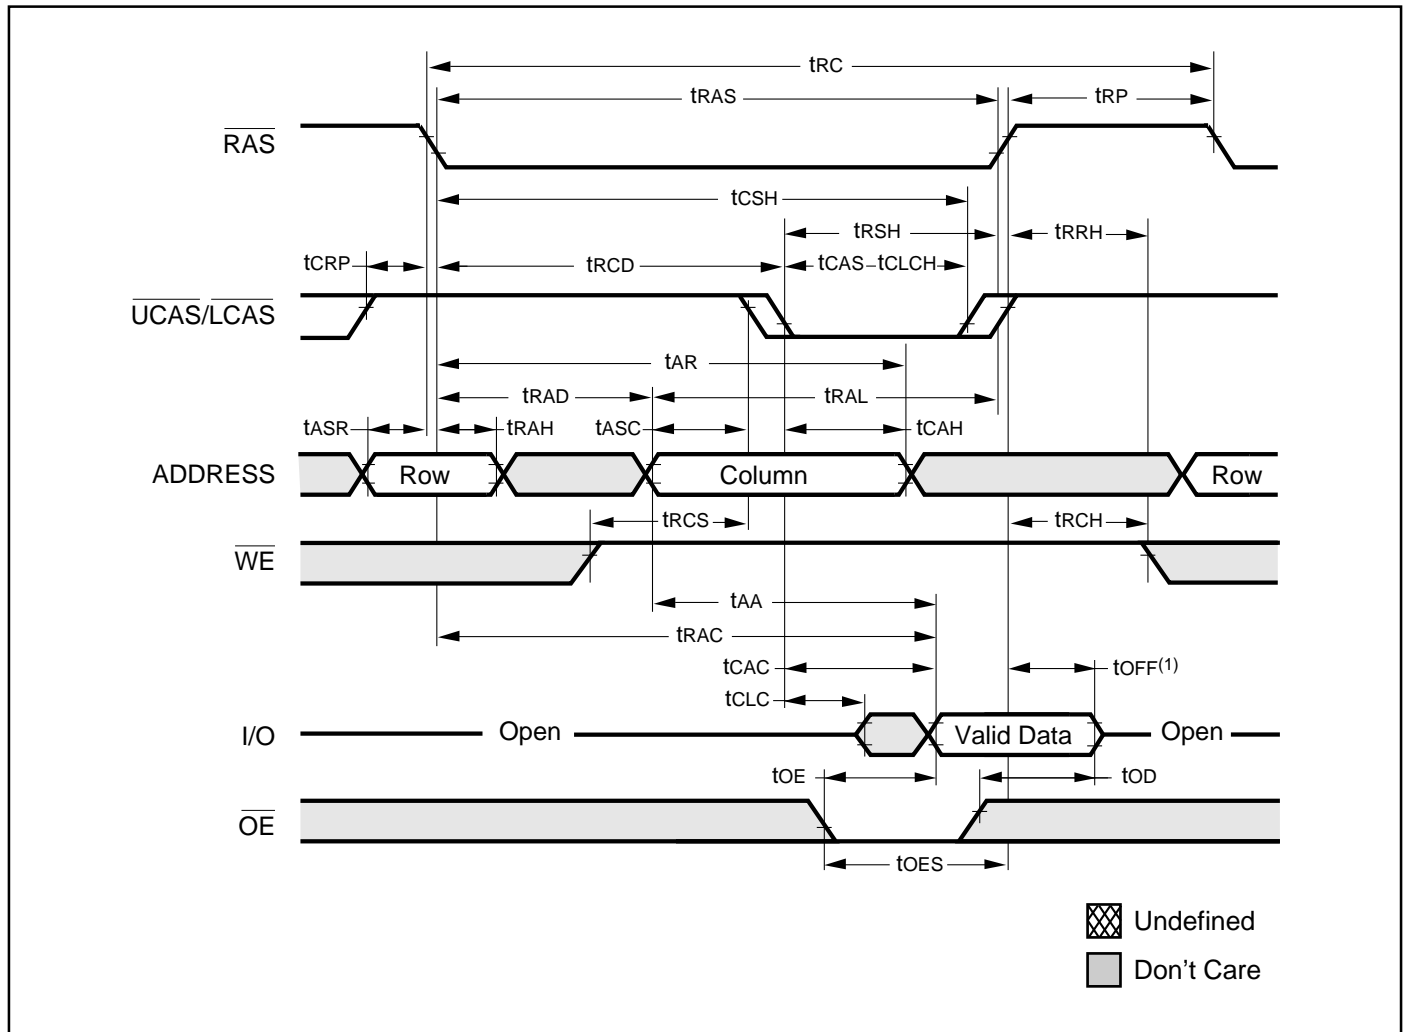 tRC
tRAS
tRP
RAS
tCSH
tRSH
tRRH
tCRP
tRCD
tCAS
tCLCH
UCAS/LCAS
tAR
tRAD
tRAL
tASR
tRAH
tASC
tCAH
ADDRESS
Row
Column
Row
tRCS
tRCH
WE
tAA
tRAC
tCAC
tOFF(1)
tCLC
I/O
Open
Valid Data
Open
tOE
tOD
OE
tOES
Undefined
Don't Care